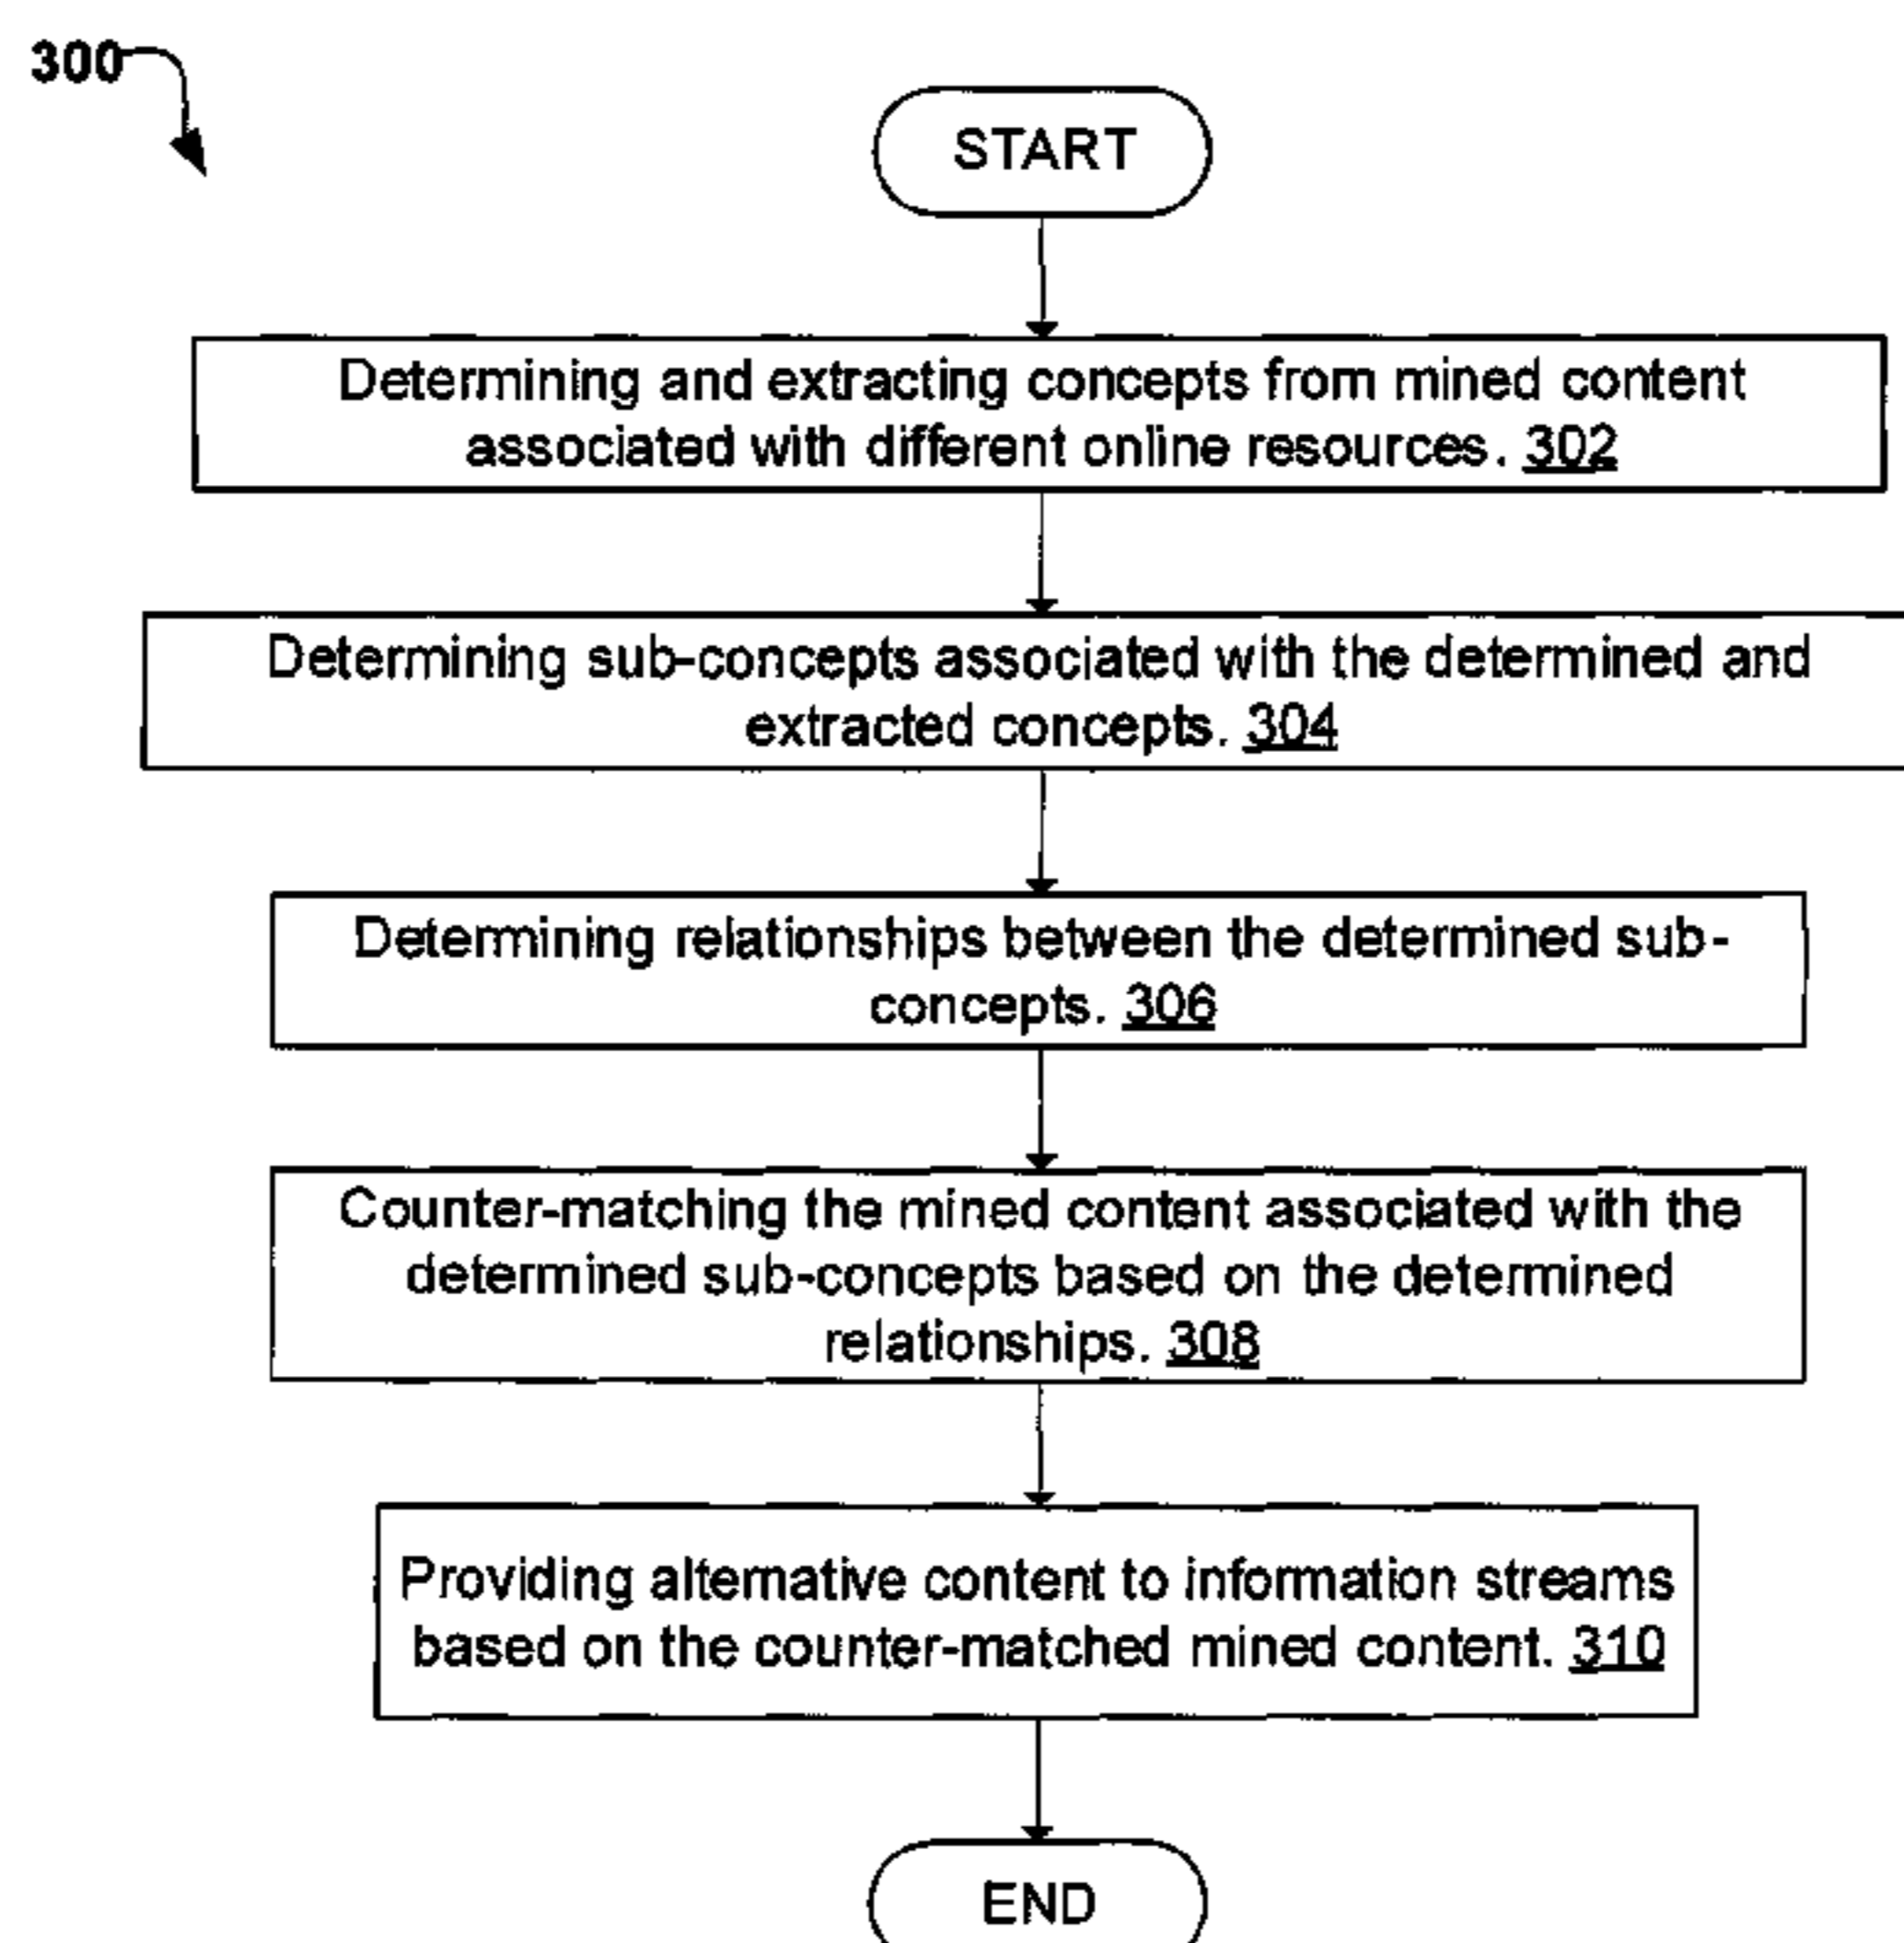 300
START
Determining and extracting concepts from mined content
associated with different online resources. 302
Determining sub-concepts associated with the determined and
extracted concepts. 304
Determining relationships between the determined sub-
concepts. 306
Counter-matching the mined content associated with the
determined sub-concepts based on the determined
relationships. 308
Providing alternative content to information streams
based on the counter-matched mined content. 310
END